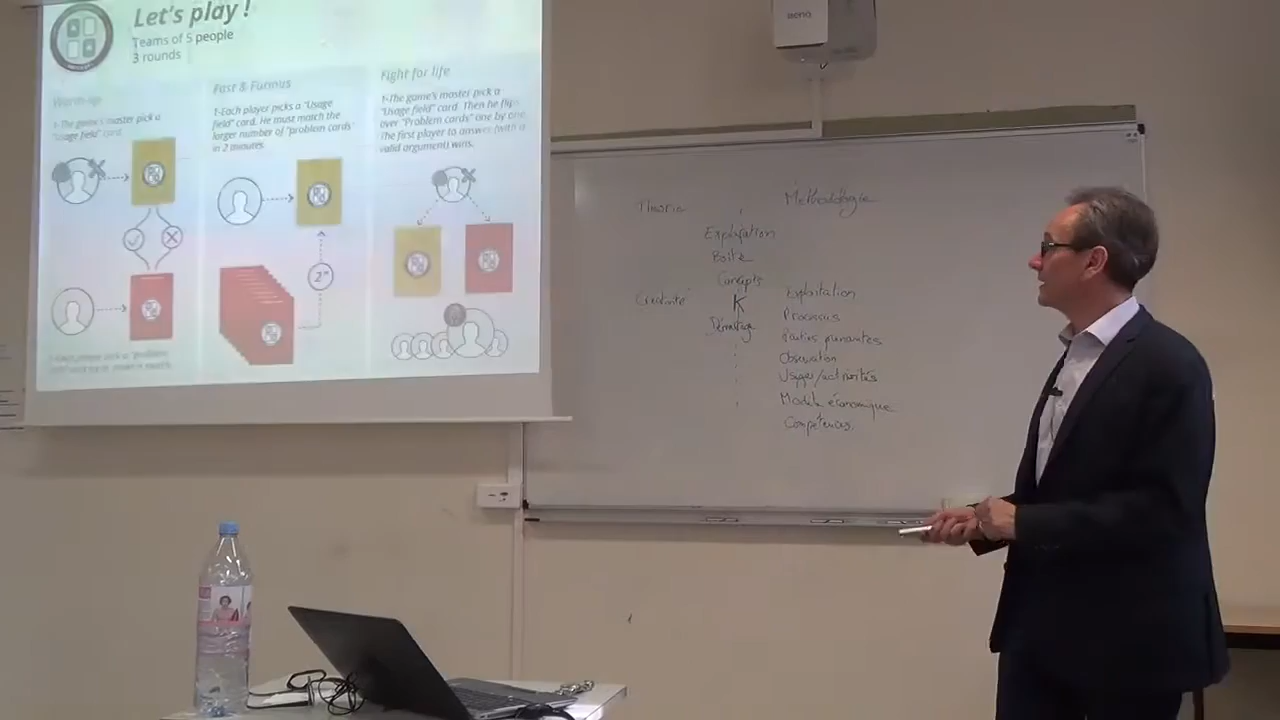 Let's play !
Teams of 5 people
3 rounds
Warm-up
1-The game's master pick a
"Usage field" card
Fast & Furious
1-Each player picks a "Usage
field" card. He must match the
larger number of "problem cards"
in 2 minutes.
2"
Fight for life
1-The game's master pick a
"Usage field" card. Then he flips
over "Problem cards" one by one.
The first player to answer (with a
valid argument) wins.
Théorie
Méthodologie
Explication
Boîte
Concepts
Créativité
K
Démarrage
Exploitation
Processus
Parties prenantes
Observation
Usages/activités
Modèle économique
Compétences